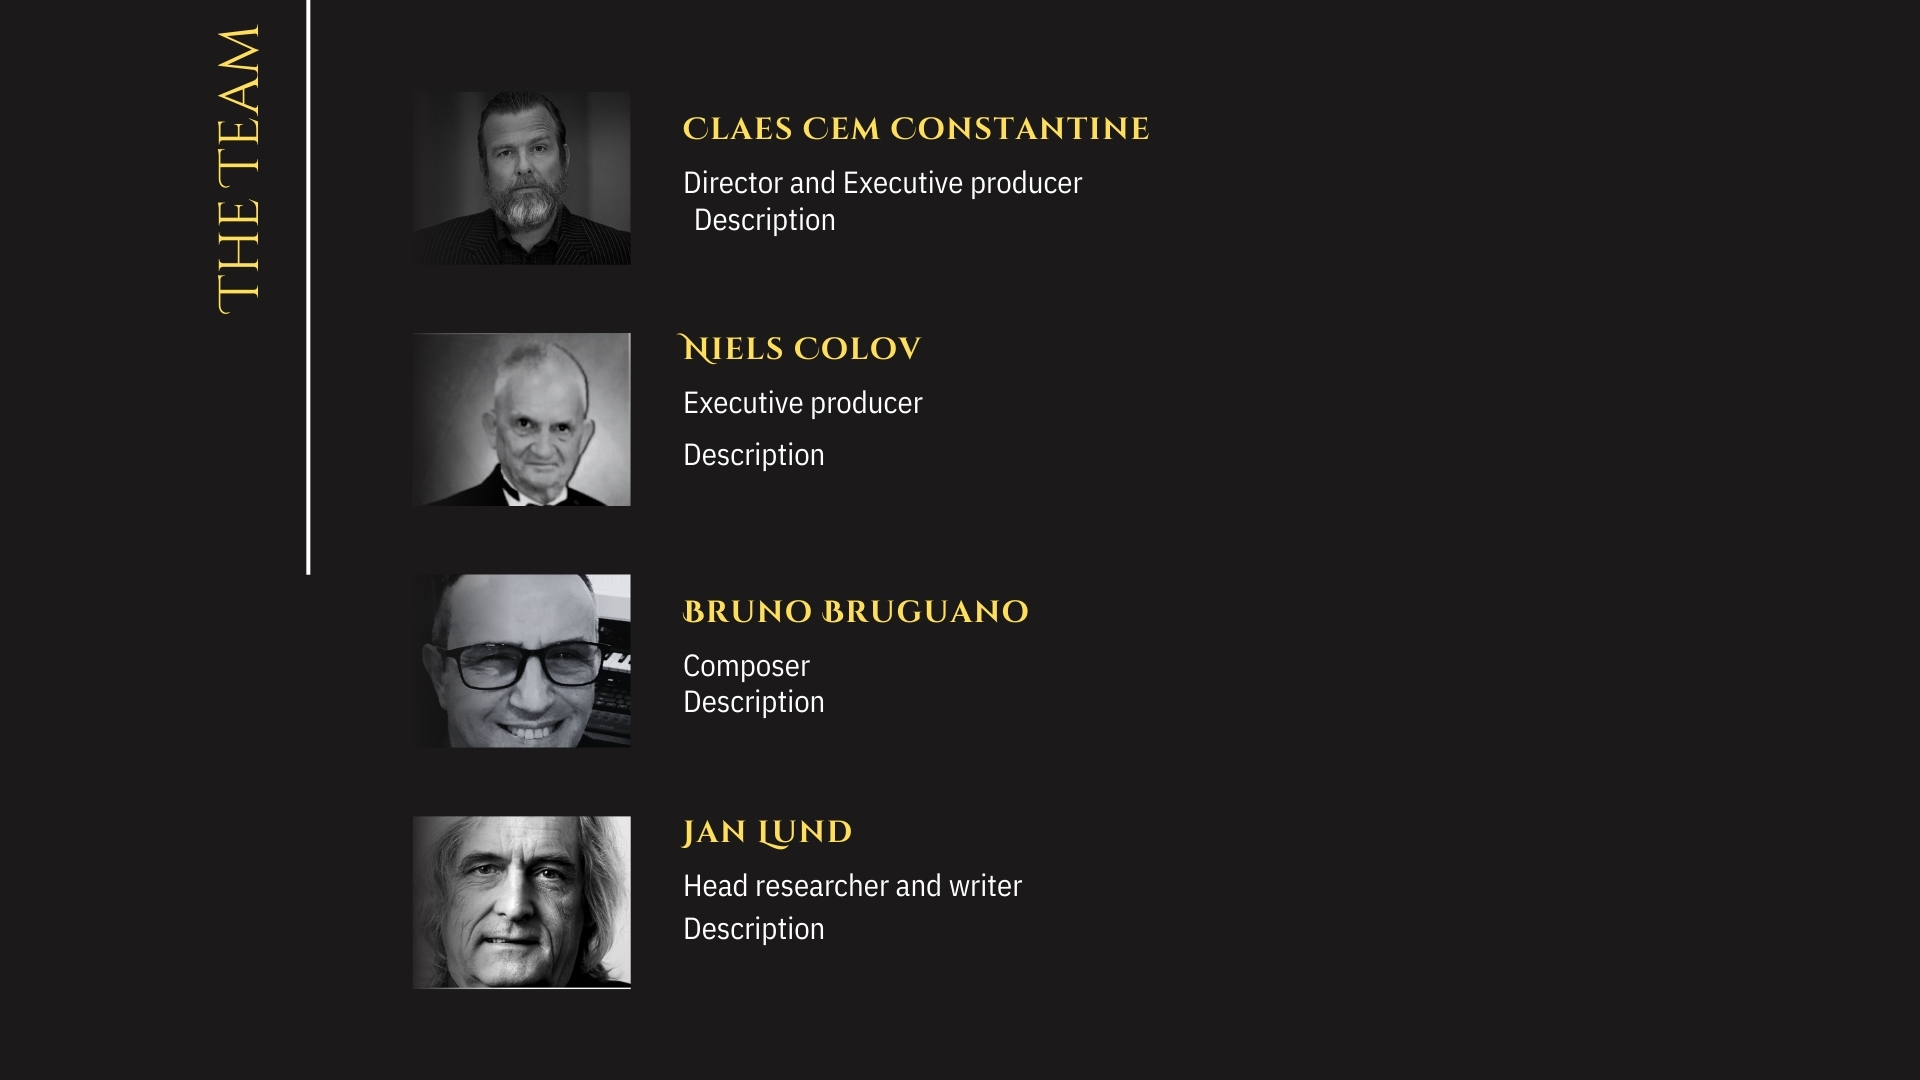 THE TEAM
CLAES CEM CONSTANTINE
Director and Executive producer
Description
NIELS COLOV
Executive producer
Description
BRUNO BRUGUANO
Composer
Description
JAN LUND
Head researcher and writer
Description